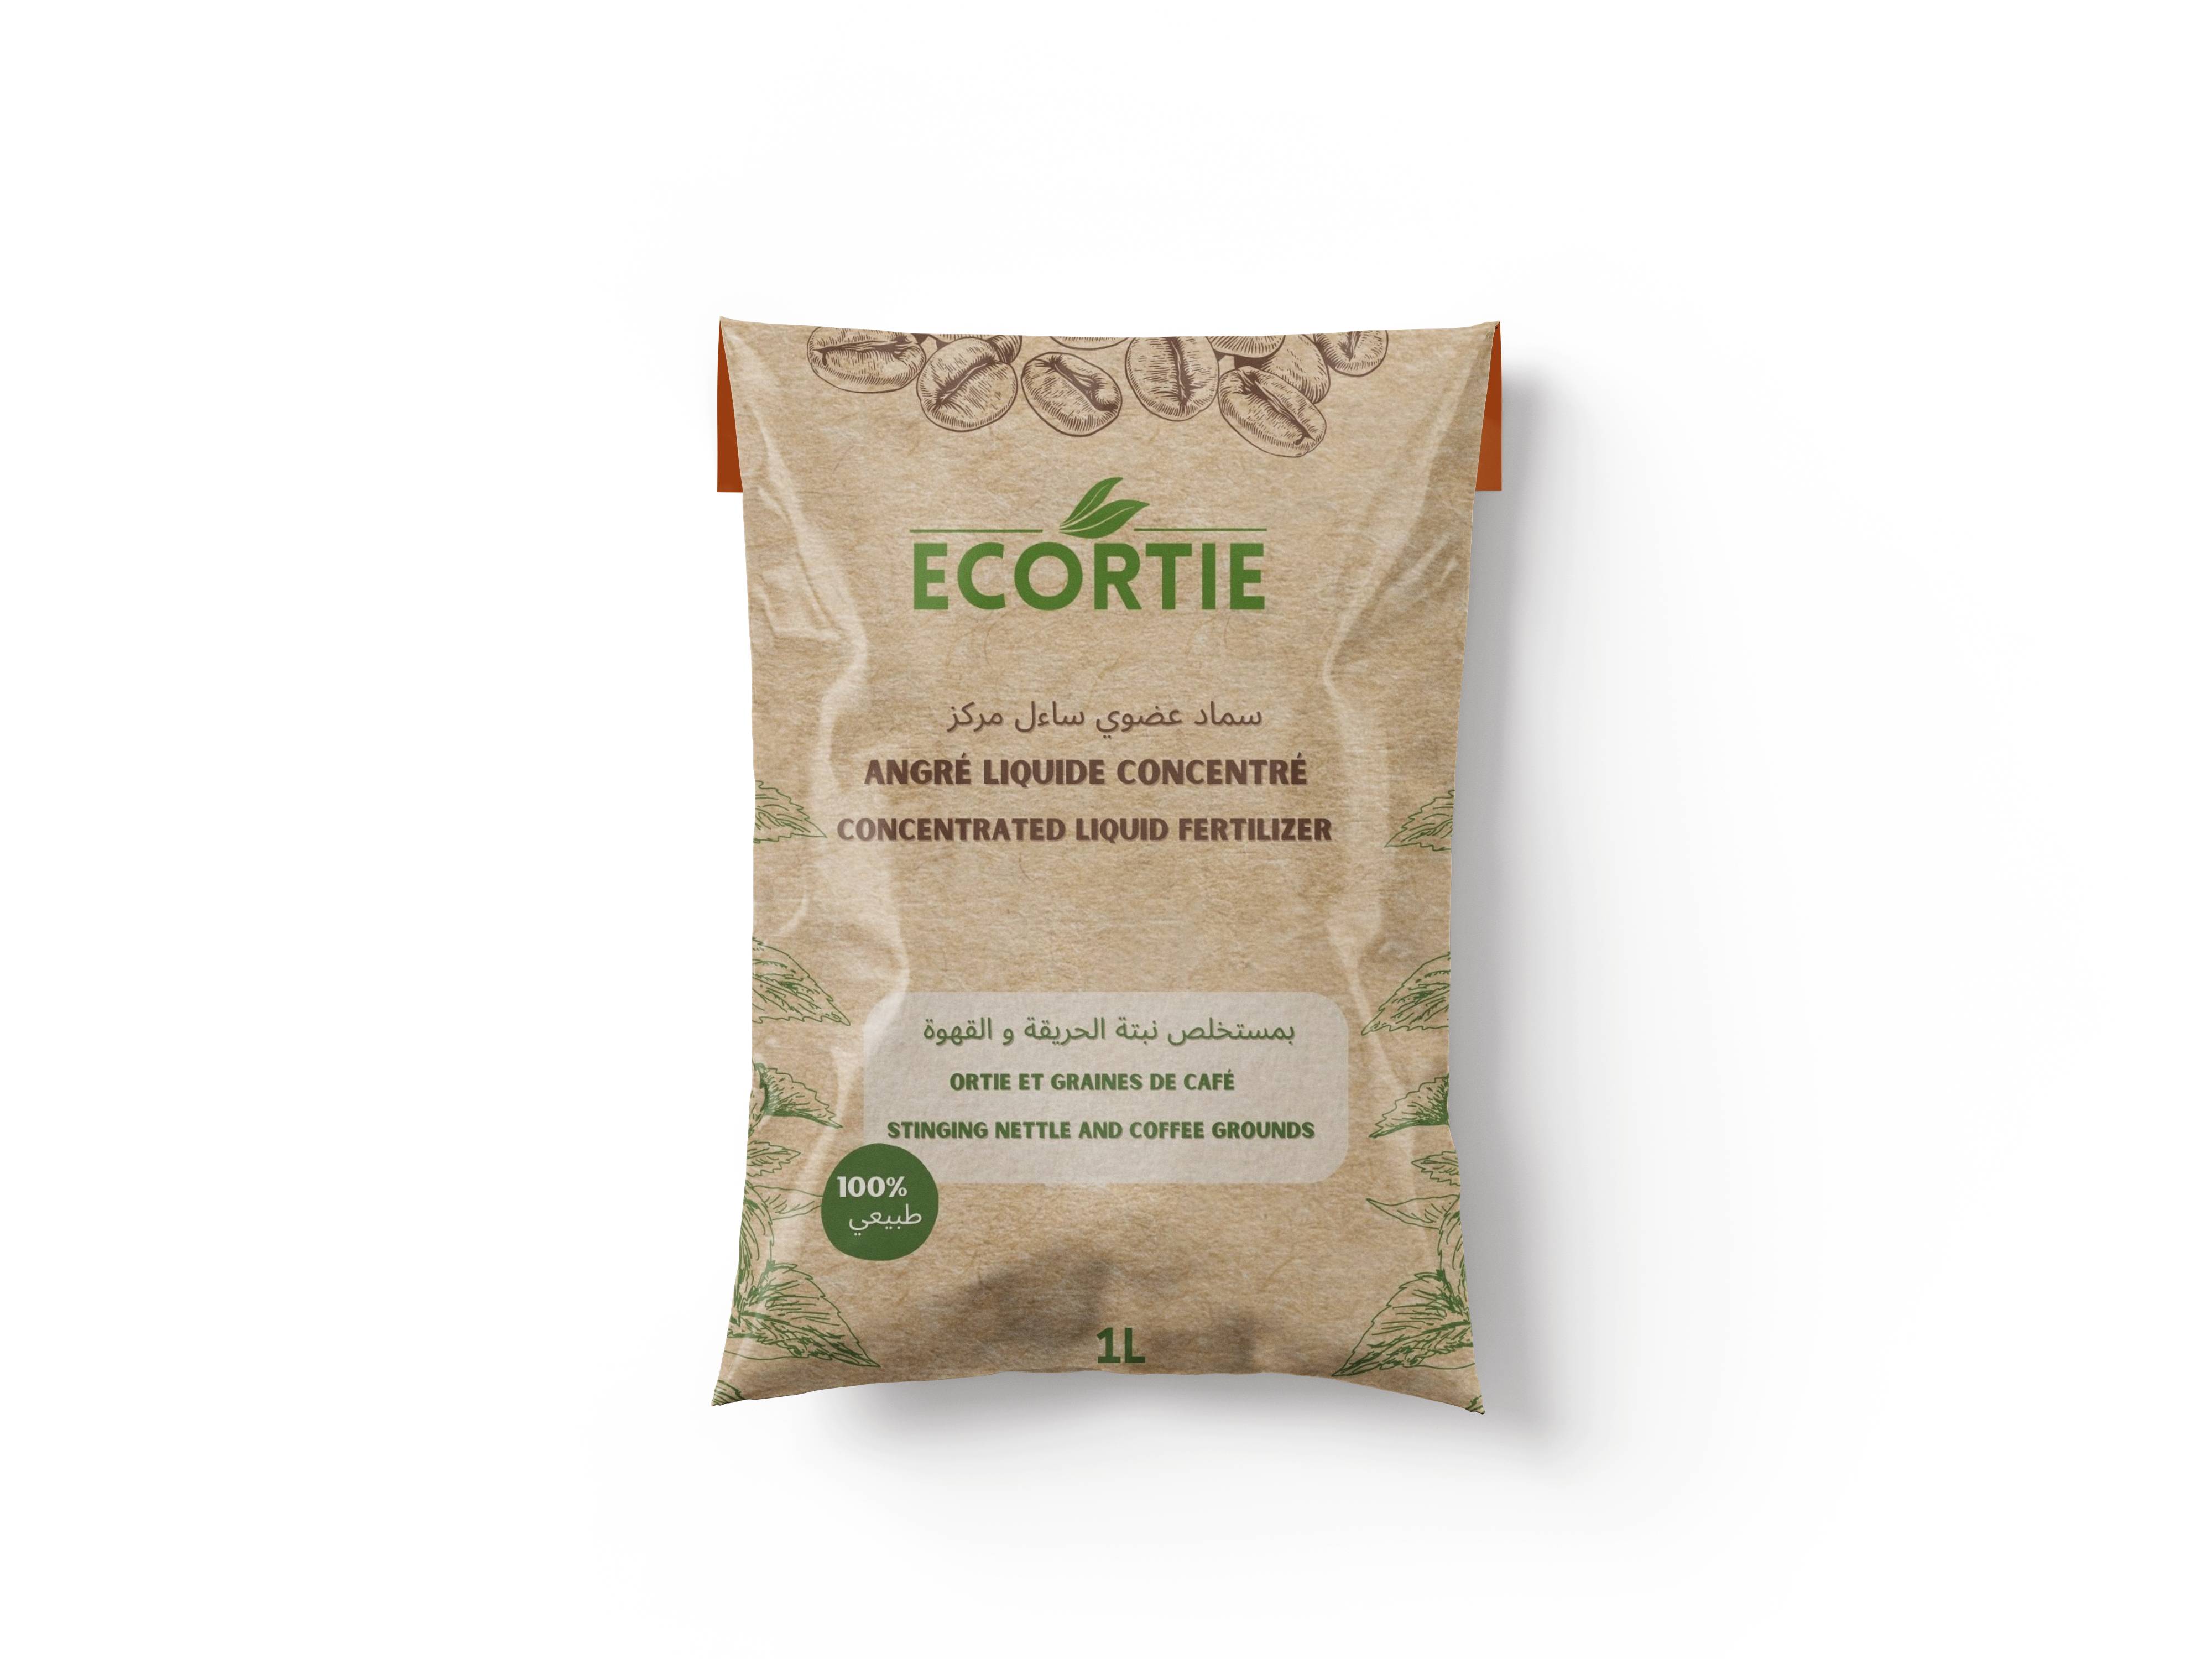 ECORTIE
سماد عضوي ساءل مركز
ANGRÉ LIQUIDE CONCENTRÉ
CONCENTRATED LIQUID FERTILIZER
بمستخلص نبتة الحريقة و القهوة
ORTIE ET GRAINES DE CAFÉ
STINGING NETTLE AND COFFEE GROUNDS
100%
طبيعي
1L